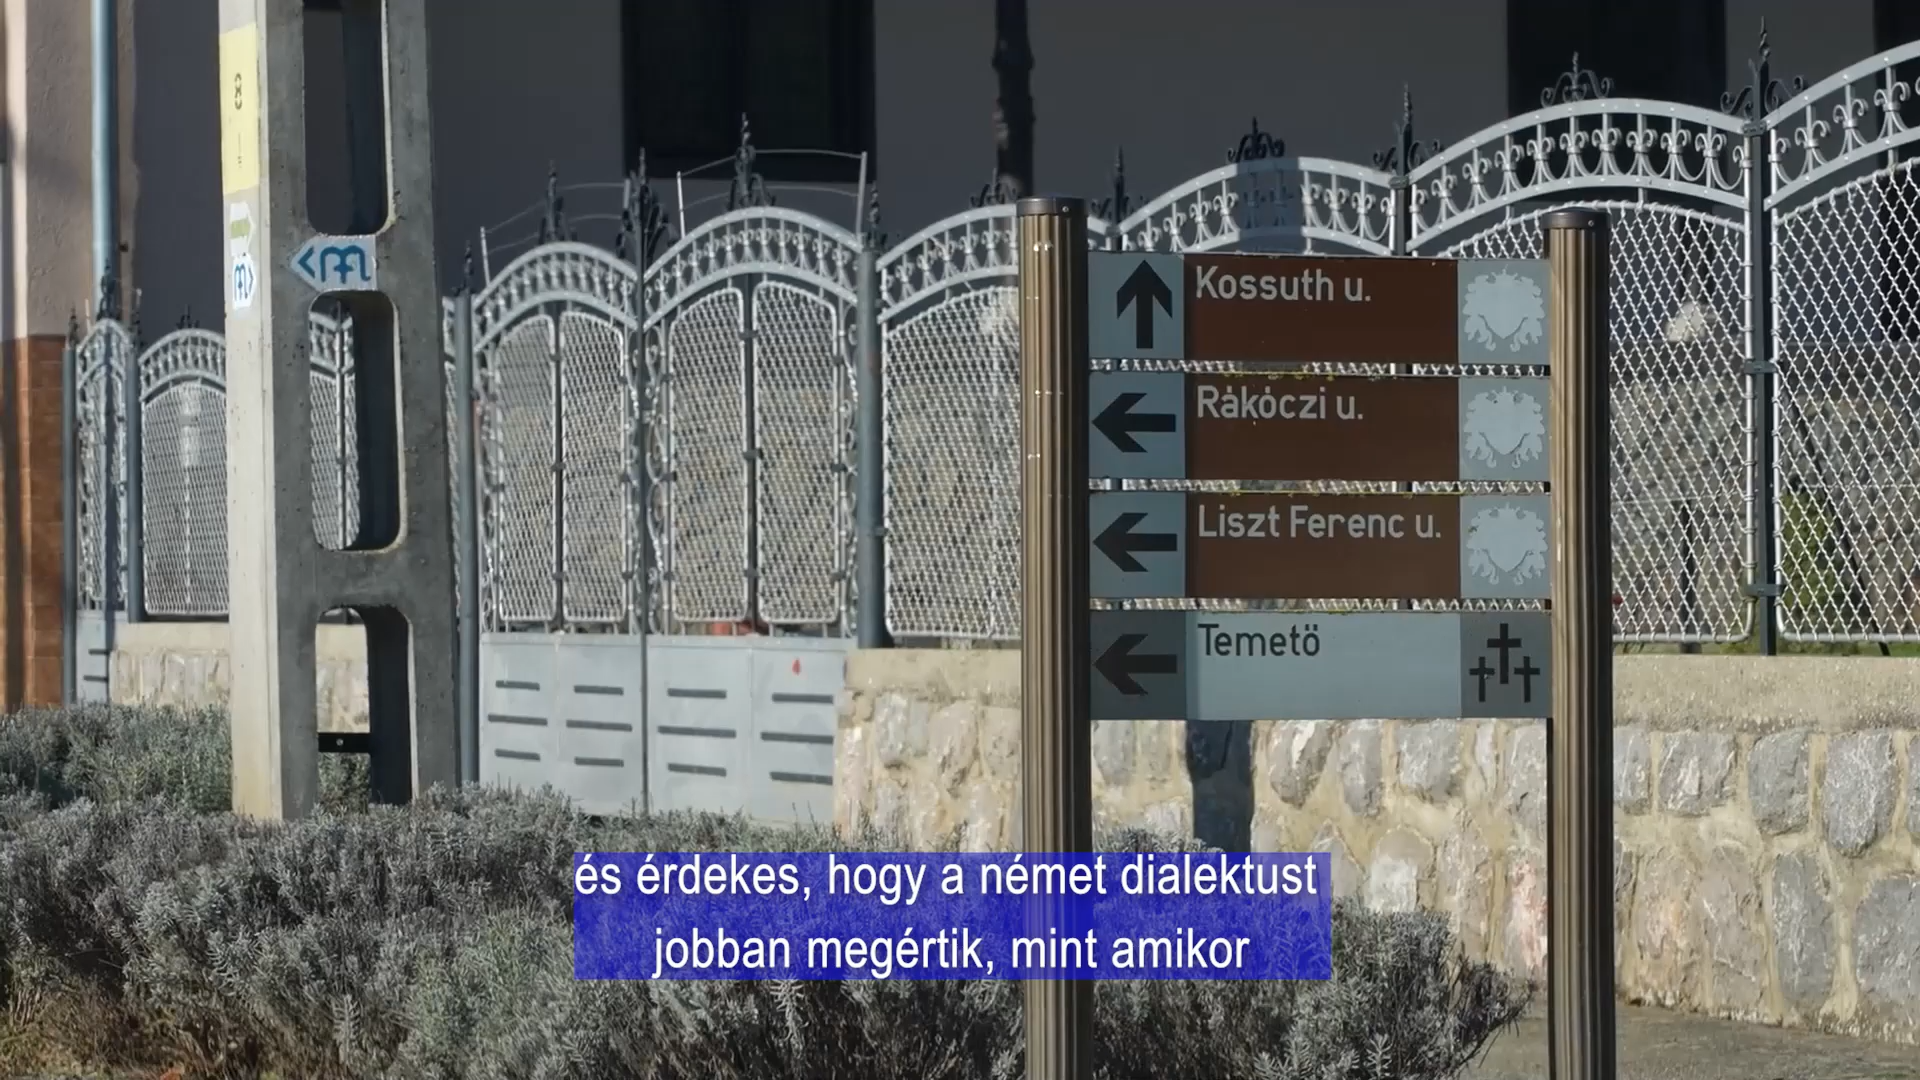 Kossuth u.
Rákóczi u.
Liszt Ferenc u.
Temető
és érdekes, hogy a német dialektust
jobban megértik, mint amikor